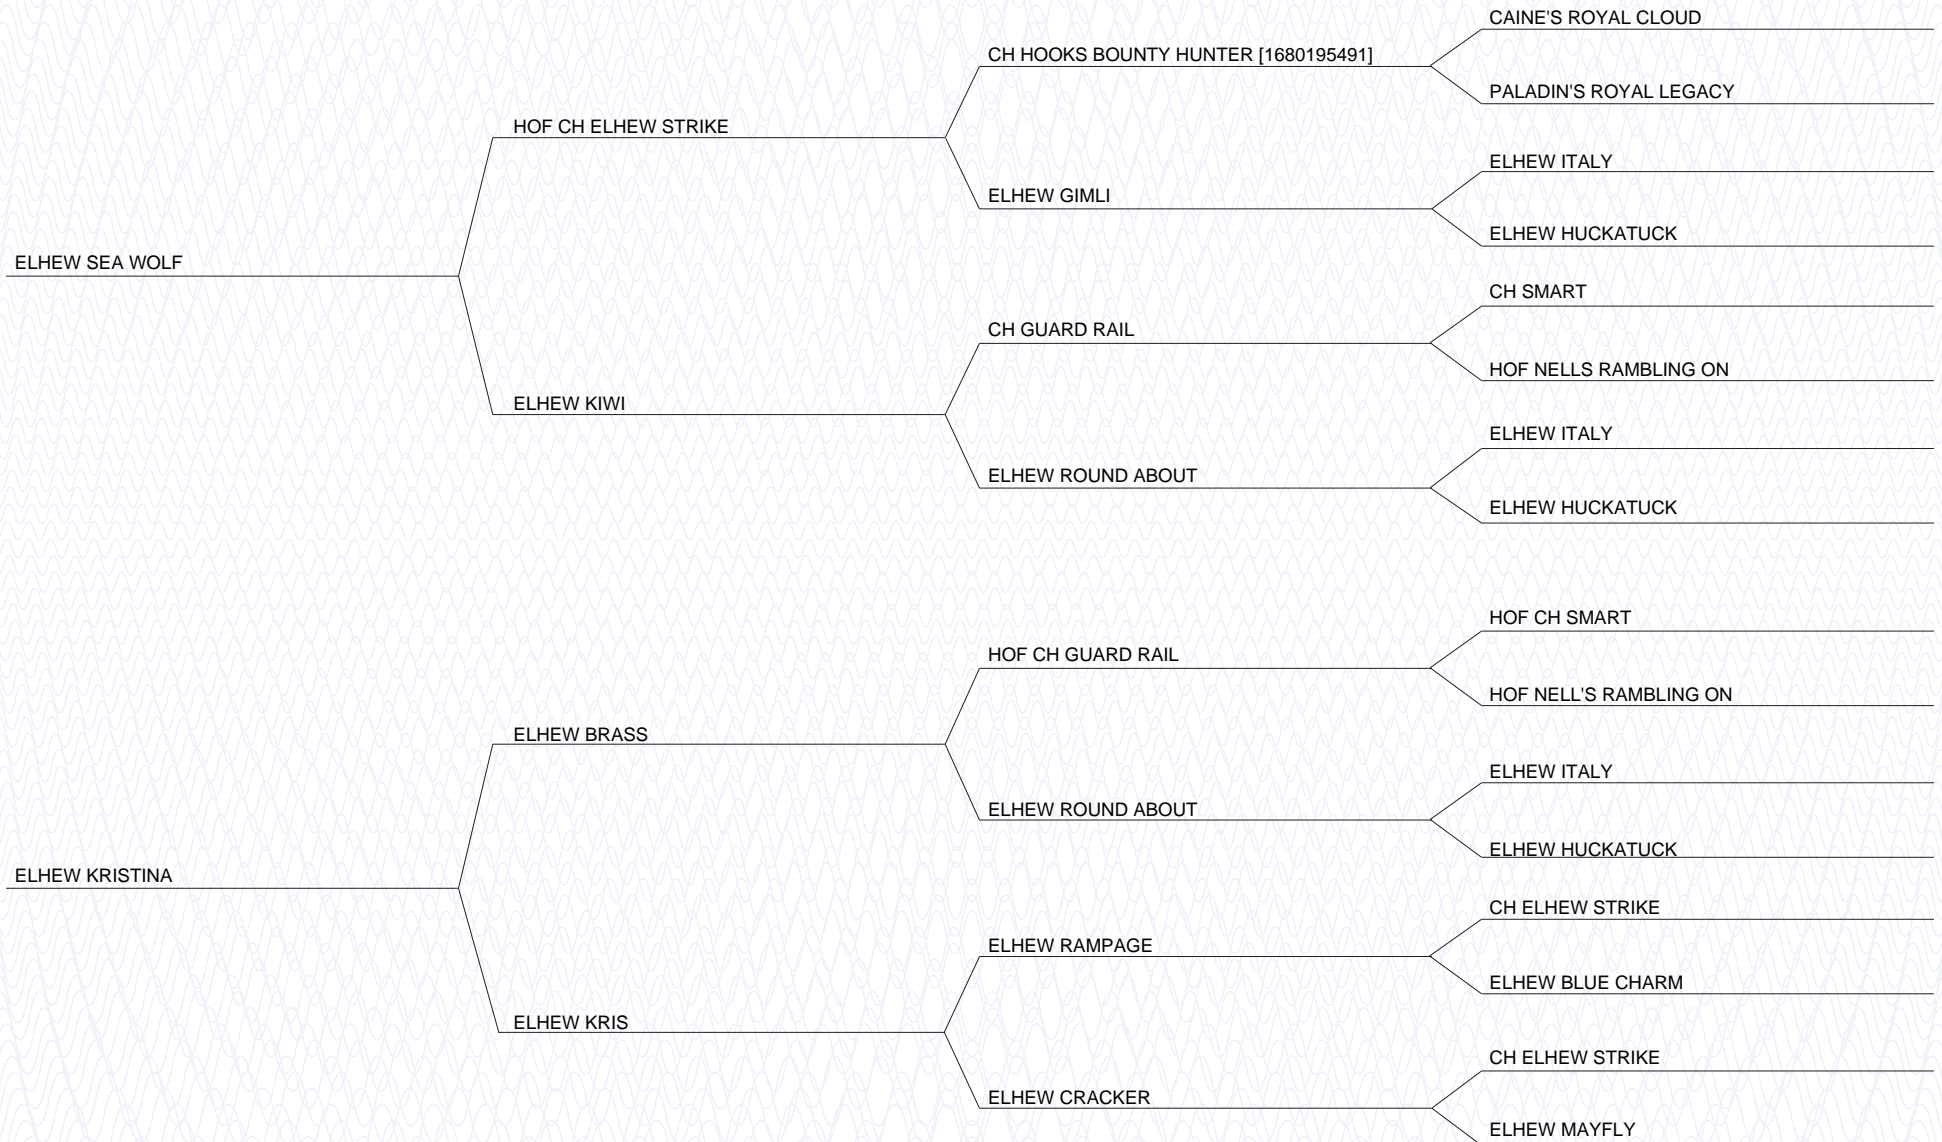 CAINE'S ROYAL CLOUD
CH HOOKS BOUNTY HUNTER [1680195491]
PALADIN'S ROYAL LEGACY
HOF CH ELHEW STRIKE
ELHEW ITALY
ELHEW GIMLI
ELHEW HUCKATUCK
ELHEW SEA WOLF
CH SMART
CH GUARD RAIL
HOF NELLS RAMBLING ON
ELHEW KIWI
ELHEW ITALY
ELHEW ROUND ABOUT
ELHEW HUCKATUCK
HOF CH SMART
HOF CH GUARD RAIL
HOF NELL'S RAMBLING ON
ELHEW BRASS
ELHEW ITALY
ELHEW ROUND ABOUT
ELHEW HUCKATUCK
ELHEW KRISTINA
CH ELHEW STRIKE
ELHEW RAMPAGE
ELHEW BLUE CHARM
ELHEW KRIS
CH ELHEW STRIKE
ELHEW CRACKER
ELHEW MAYFLY